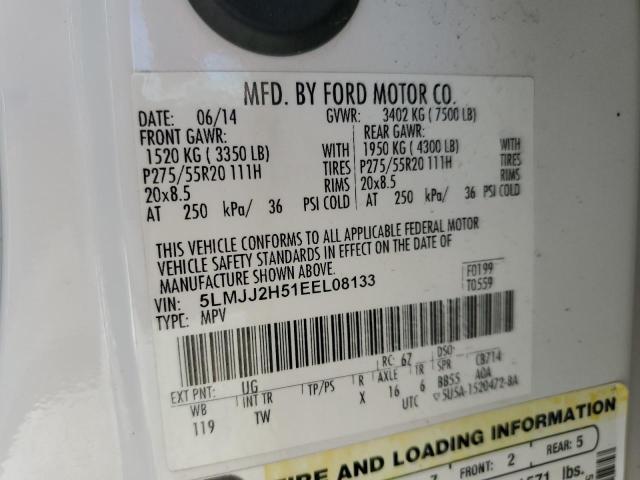 MFD. BY FORD MOTOR CO.
DATE: 06/14 GVWR: 3402 KG ( 7500 LB)
FRONT GAWR: REAR GAWR:
1520 KG ( 3350 LB) WITH 1950 KG ( 4300 LB) WITH
P275/55R20 111H TIRES P275/55R20 111H TIRES
20x8.5 RIMS 20x8.5 RIMS
AT 250 kPa/ 36 PSI COLD AT 250 kPa/ 36 PSI COLD
THIS VEHICLE CONFORMS TO ALL APPLICABLE FEDERAL MOTOR
VEHICLE SAFETY STANDARDS IN EFFECT ON THE DATE OF
MANUFACTURE SHOWN ABOVE.
VIN: 5LMJJ2H51EEL08133 F0199
TYPE: MPV T0559
EXT PNT: UG RC: 67 DSO:
WB INT TR TP/PS R AXLE TR SPR CB714
119 TW X 16 6 BB55 AOA
UTC 5U5A-1520472-BA
TIRE AND LOADING INFORMATION
FRONT: 2 REAR: 5
lbs.